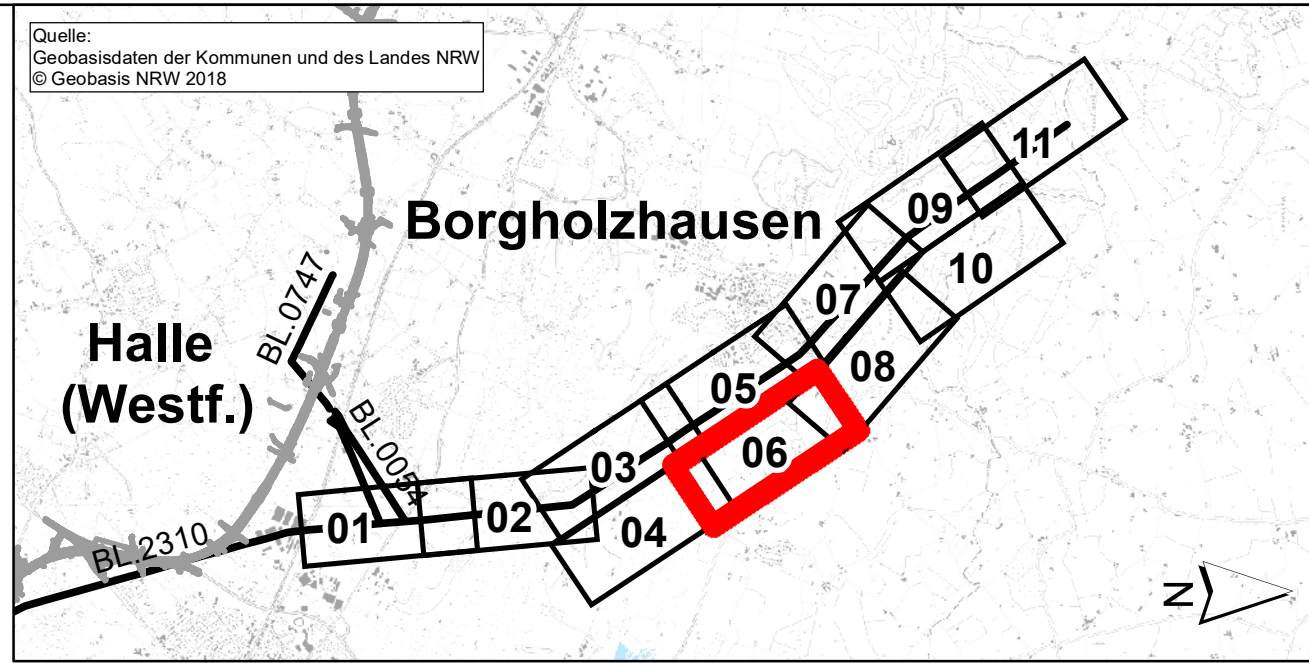 Quelle:
Geobasisdaten der Kommunen und des Landes NRW
© Geobasis NRW 2018
Borgholzhausen
Halle
(Westf.)
BL.0747
BL.0054
BL.2310
01
02
03
04
05
06
07
08
09
10
11
N